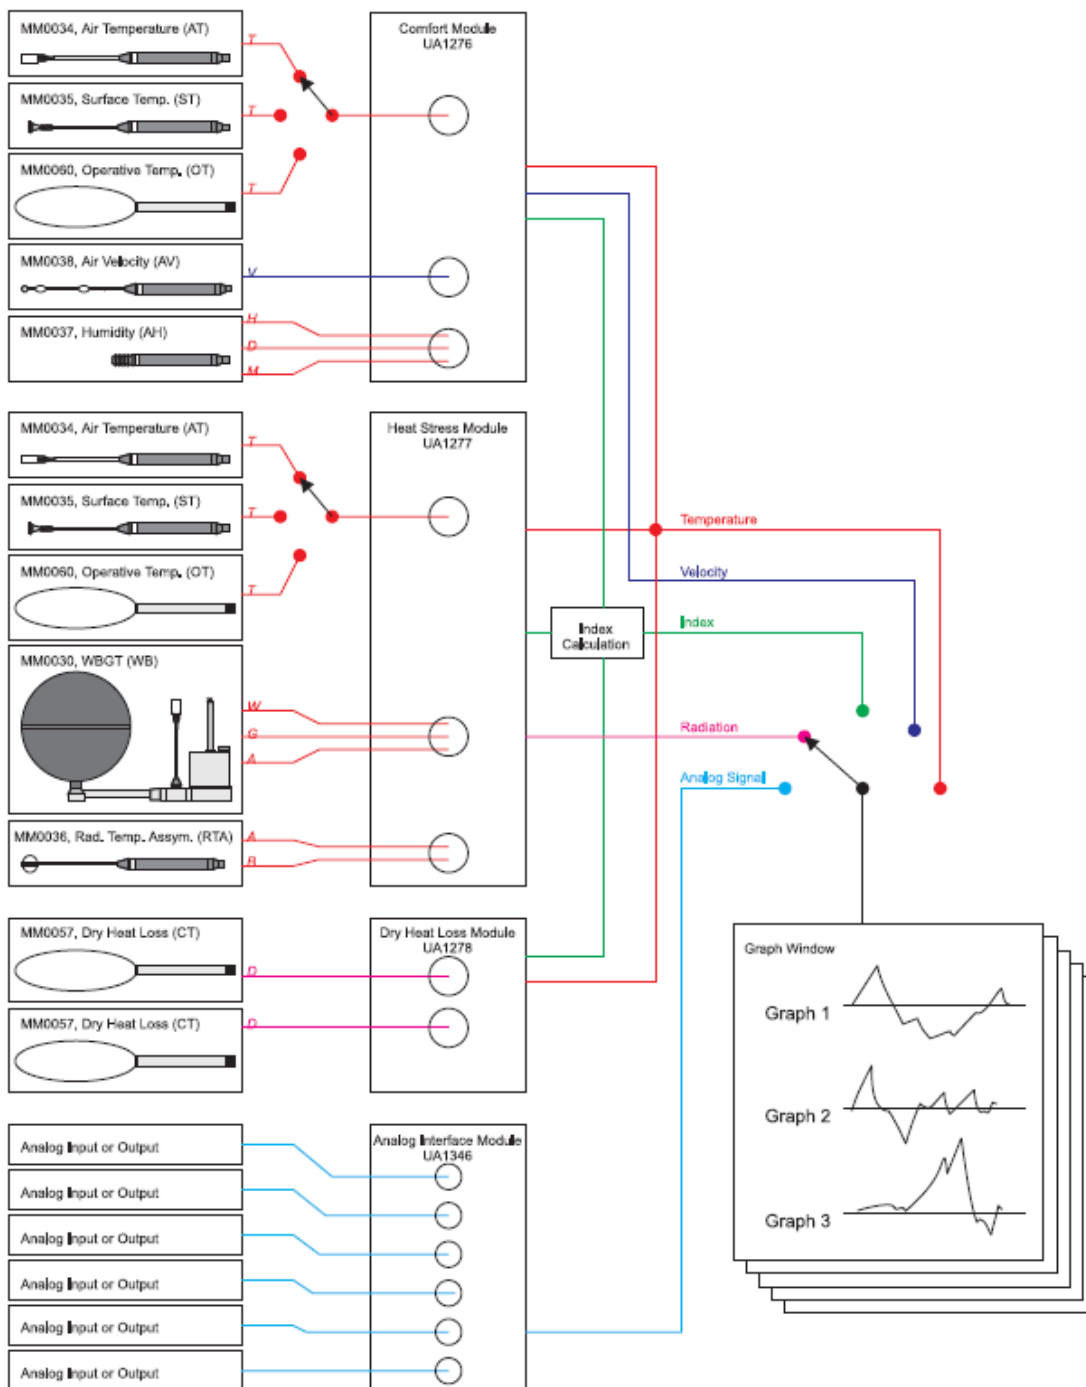 MM0034, Air Temperature (AT)
T
MM0035, Surface Temp. (ST)
T
MM0060, Operative Temp. (OT)
T
MM0038, Air Velocity (AV)
V
MM0037, Humidity (AH)
H
D
M
Comfort Module
UA1276
MM0034, Air Temperature (AT)
T
MM0035, Surface Temp. (ST)
T
MM0060, Operative Temp. (OT)
T
MM0030, WBGT (WB)
W
G
A
MM0036, Rad. Temp. Assym. (RTA)
A
B
Heat Stress Module
UA1277
MM0057, Dry Heat Loss (CT)
D
MM0057, Dry Heat Loss (CT)
D
Dry Heat Loss Module
UA1278
Analog Input or Output
Analog Input or Output
Analog Input or Output
Analog Input or Output
Analog Input or Output
Analog Input or Output
Analog Interface Module
UA1346
Index
Calculation
Temperature
Velocity
Index
Radiation
Analog Signal
Graph Window
Graph 1
Graph 2
Graph 3